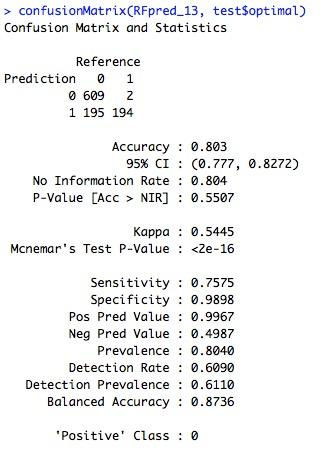 > confusionMatrix(RFpred_13, test$optimal)
Confusion Matrix and Statistics
Reference
Prediction 0 1
0 609 2
1 195 194
Accuracy : 0.803
95% CI : (0.777, 0.8272)
No Information Rate : 0.804
P-Value [Acc > NIR] : 0.5507
Kappa : 0.5445
Mcnemar's Test P-Value : <2e-16
Sensitivity : 0.7575
Specificity : 0.9898
Pos Pred Value : 0.9967
Neg Pred Value : 0.4987
Prevalence : 0.8040
Detection Rate : 0.6090
Detection Prevalence : 0.6110
Balanced Accuracy : 0.8736
'Positive' Class : 0